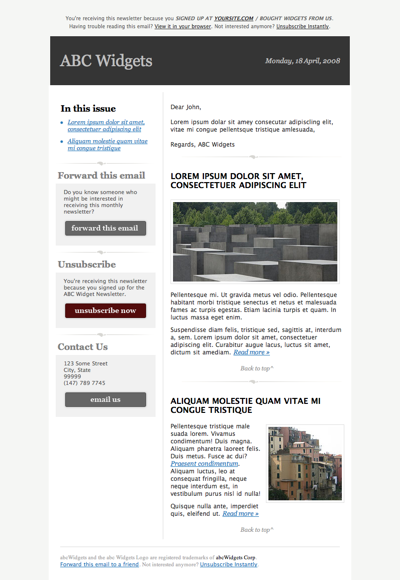 You're receiving this newsletter because you SIGNED UP AT YOURSITE.COM / BOUGHT WIDGETS FROM US.
Having trouble reading this email? View it in your browser. Not interested anymore? Unsubscribe Instantly.
ABC Widgets
Monday, 18 April, 2008
In this issue
Lorem ipsum dolor sit amet, consectetuer adipiscing elit
Aliquam molestie quam vitae mi congue tristique
Forward this email
Do you know someone who
might be interested in
receiving this monthly
newsletter?
forward this email
Unsubscribe
You're receiving this newsletter
because you signed up for the
ABC Widget Newsletter.
unsubscribe now
Contact Us
123 Some Street
City, State
99999
(147) 789 7745
email us
Dear John,
Lorem ipsum dolar sit amey consecutar adipiscling elit,
vitae mi congue pellentsque tristique amlesuada,
Regards, ABC Widgets
LOREM IPSUM DOLOR SIT AMET,
CONSECTETUER ADIPISCING ELIT
Pellentesque mi. Ut gravida metus vel odio. Pellentesque
habitant morbi tristique senectus et netus et malesuada
fames ac turpis egestas. Etiam lacinia turpis et quam. In
luctus massa eget enim.
Suspendisse diam felis, tristique sed, sagittis at, interdum
a, sem. Lorem ipsum dolor sit amet, consectetuer
adipiscing elit. Curabitur augue lacus, luctus sit amet,
dictum sit amediam. Read more »
Back to top^
ALIQUAM MOLESTIE QUAM VITAE MI
CONGUE TRISTIQUE
Pellentesque tristique male
suada lorem. Vivamus
condimentum! Duis magna.
Aliquam pharetra laoreet felis.
Duis metus. Fusce ac dui?
Praesent condimentum.
Aliquam luctus, leo at
consequat fringilla, neque
neque interdum est, in
vestibulum purus nisl id nulla!
Quisque nulla ante, imperdiet
quis, eleifend ut. Read more »
Back to top^
abcWidgets and the abc Widgets Logo are registered trademarks of abcWidgets Corp.
Forward this email to a friend. Not interested anymore? Unsubscribe Instantly.